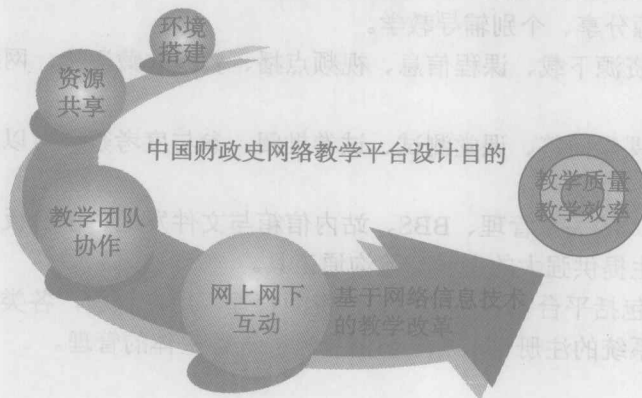 环境
搭建
资源
共享
中国财政史网络教学平台设计目的
教学质量
教学效率
教学团队
协作
网上网下
互动
基于网络信息技术
的教学改革